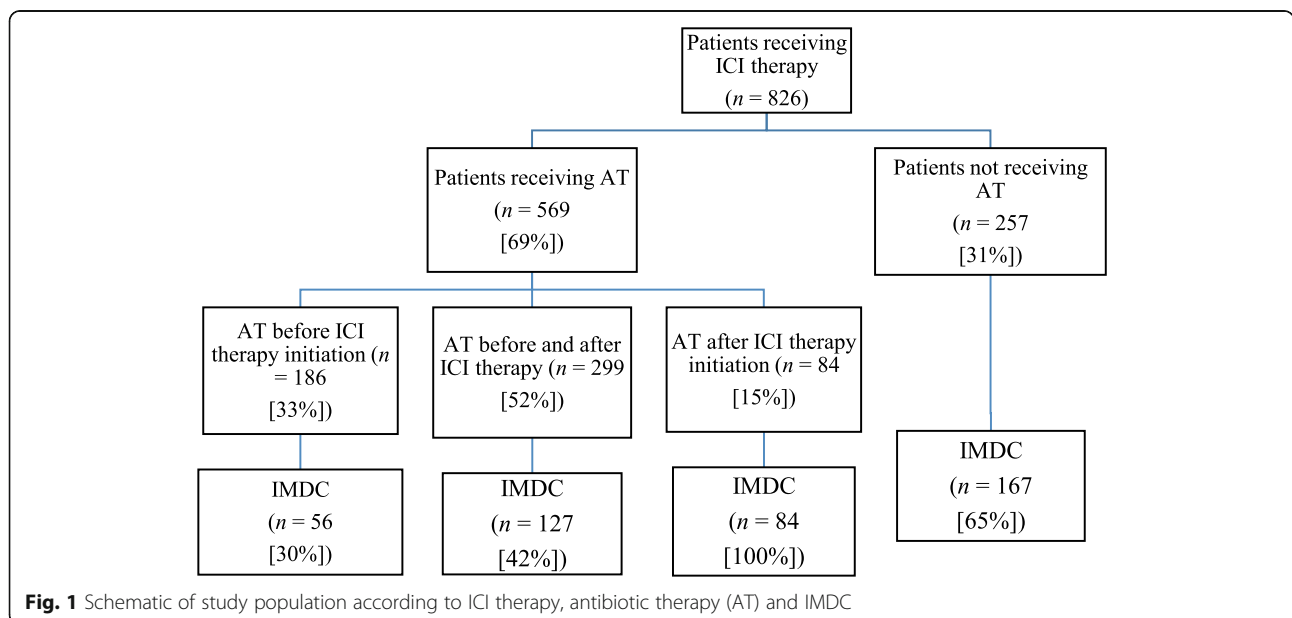 Patients receiving
ICI therapy
(n = 826)
Patients receiving AT
(n = 569
[69%])
Patients not receiving
AT
(n = 257
[31%])
AT before ICI
therapy initiation (n
= 186
[33%])
AT before and after
ICI therapy (n = 299
[52%])
AT after ICI therapy
initiation (n = 84
[15%])
IMDC
(n = 56
[30%])
IMDC
(n = 127
[42%])
IMDC
(n = 84
[100%])
IMDC
(n = 167
[65%])
Fig. 1 Schematic of study population according to ICI therapy, antibiotic therapy (AT) and IMDC